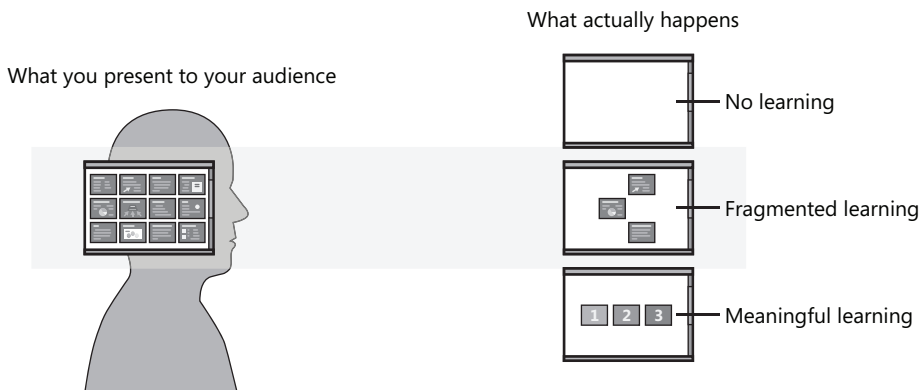 What actually happens
What you present to your audience
No learning
Fragmented learning
1 2 3
Meaningful learning